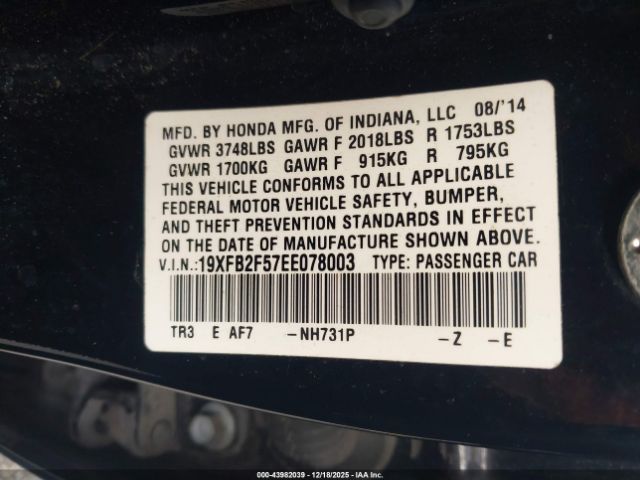 MFD. BY HONDA MFG. OF INDIANA, LLC 08/'14
GVWR 3748LBS GAWR F 2018LBS R 1753LBS
GVWR 1700KG GAWR F 915KG R 795KG
THIS VEHICLE CONFORMS TO ALL APPLICABLE
FEDERAL MOTOR VEHICLE SAFETY, BUMPER,
AND THEFT PREVENTION STANDARDS IN EFFECT
ON THE DATE OF MANUFACTURE SHOWN ABOVE.
V.I.N.:19XFB2F57EE078003 TYPE: PASSENGER CAR
TR3 E AF7 -NH731P -Z -E
000-43982039 - 12/18/2025 - IAA Inc.